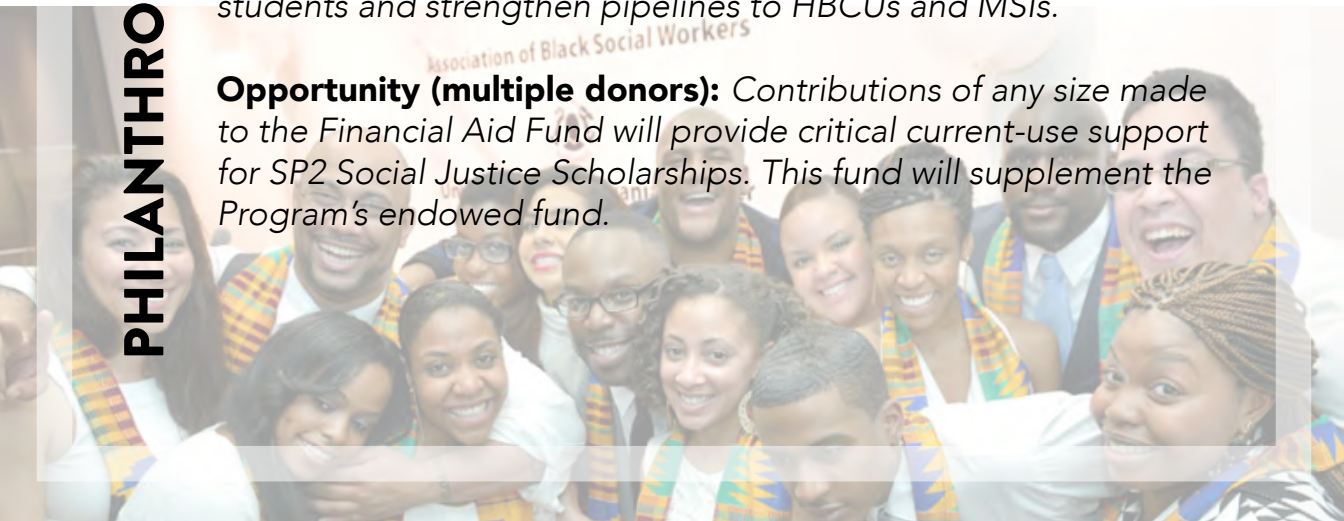 students and strengthen pipelines to HBCUs and MSIs.
Association of Black Social Workers
Opportunity (multiple donors): Contributions of any size made
to the Financial Aid Fund will provide critical current-use support
for SP2 Social Justice Scholarships. This fund will supplement the
Program’s endowed fund.
PHILANTHRO